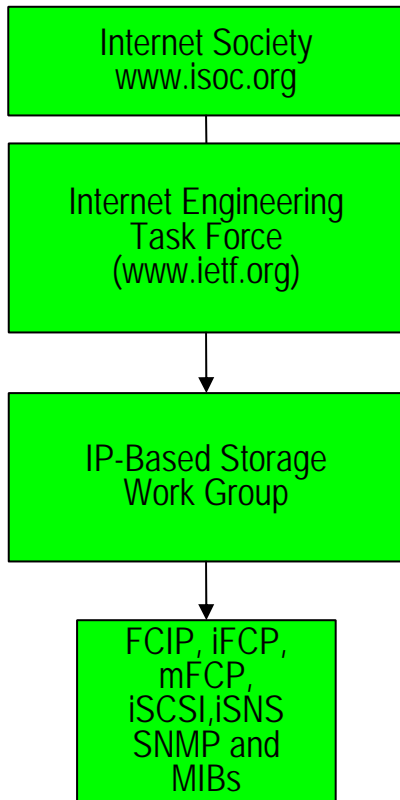 Internet Society
www.isoc.org
Internet Engineering
Task Force
(www.ietf.org)
IP-Based Storage
Work Group
FCIP, iFCP,
mFCP,
iSCSI,iSNS
SNMP and
MIBs